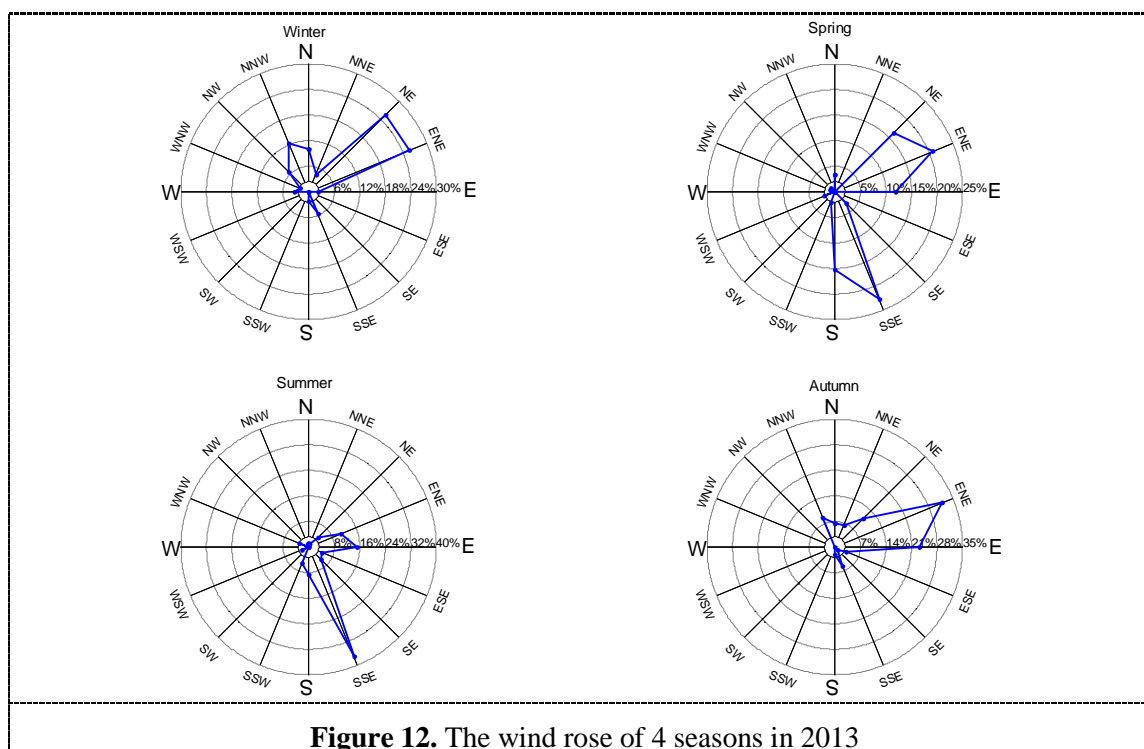 Winter
N
NNW
NNE
NW
NE
WNW
ENE
W
6% 12% 18% 24% 30%
E
WSW
ESE
SW
SE
SSW
SSE
S
Spring
N
NNW
NNE
NW
NE
WNW
ENE
W
5% 10% 15% 20% 25%
E
WSW
ESE
SW
SE
SSW
SSE
S
Summer
N
NNW
NNE
NW
NE
WNW
ENE
W
8% 16% 24% 32% 40%
E
WSW
ESE
SW
SE
SSW
SSE
S
Autumn
N
NNW
NNE
NW
NE
WNW
ENE
W
7% 14% 21% 28% 35%
E
WSW
ESE
SW
SE
SSW
SSE
S
Figure 12. The wind rose of 4 seasons in 2013